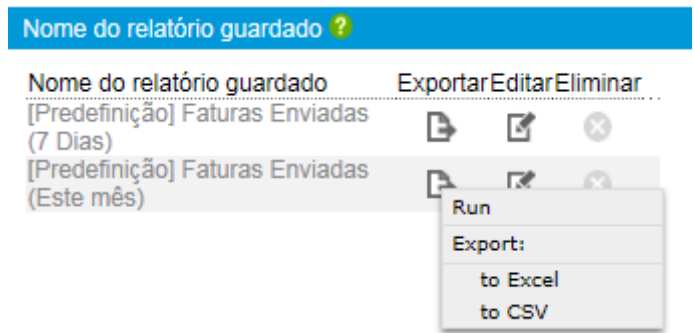 Nome do relatório guardado ?
Nome do relatório guardado Exportar Editar Eliminar
[Predefinição] Faturas Enviadas
(7 Dias)
[Predefinição] Faturas Enviadas
(Este mês)
Run
Export:
to Excel
to CSV